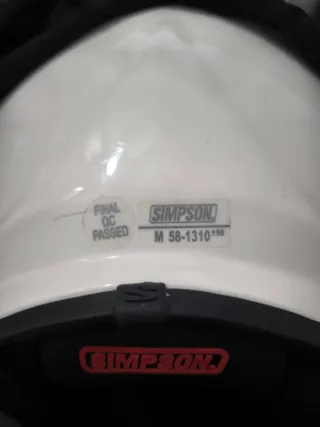 FINAL
QC
PASSED
SIMPSON.
M 58-1310
SIMPSON.